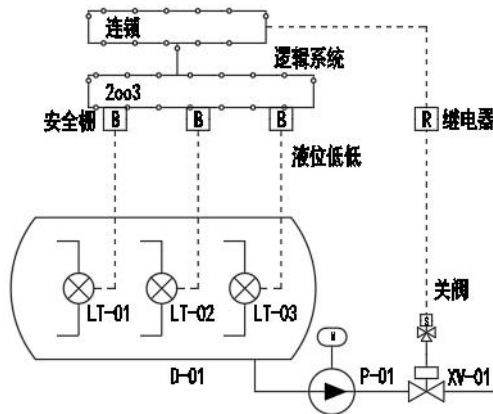 连锁
逻辑系统
2oo3
安全栅 B B B R 继电器
液位低低
关阀
S
LT-01 LT-02 LT-03
M
D-01 P-01 XV-01